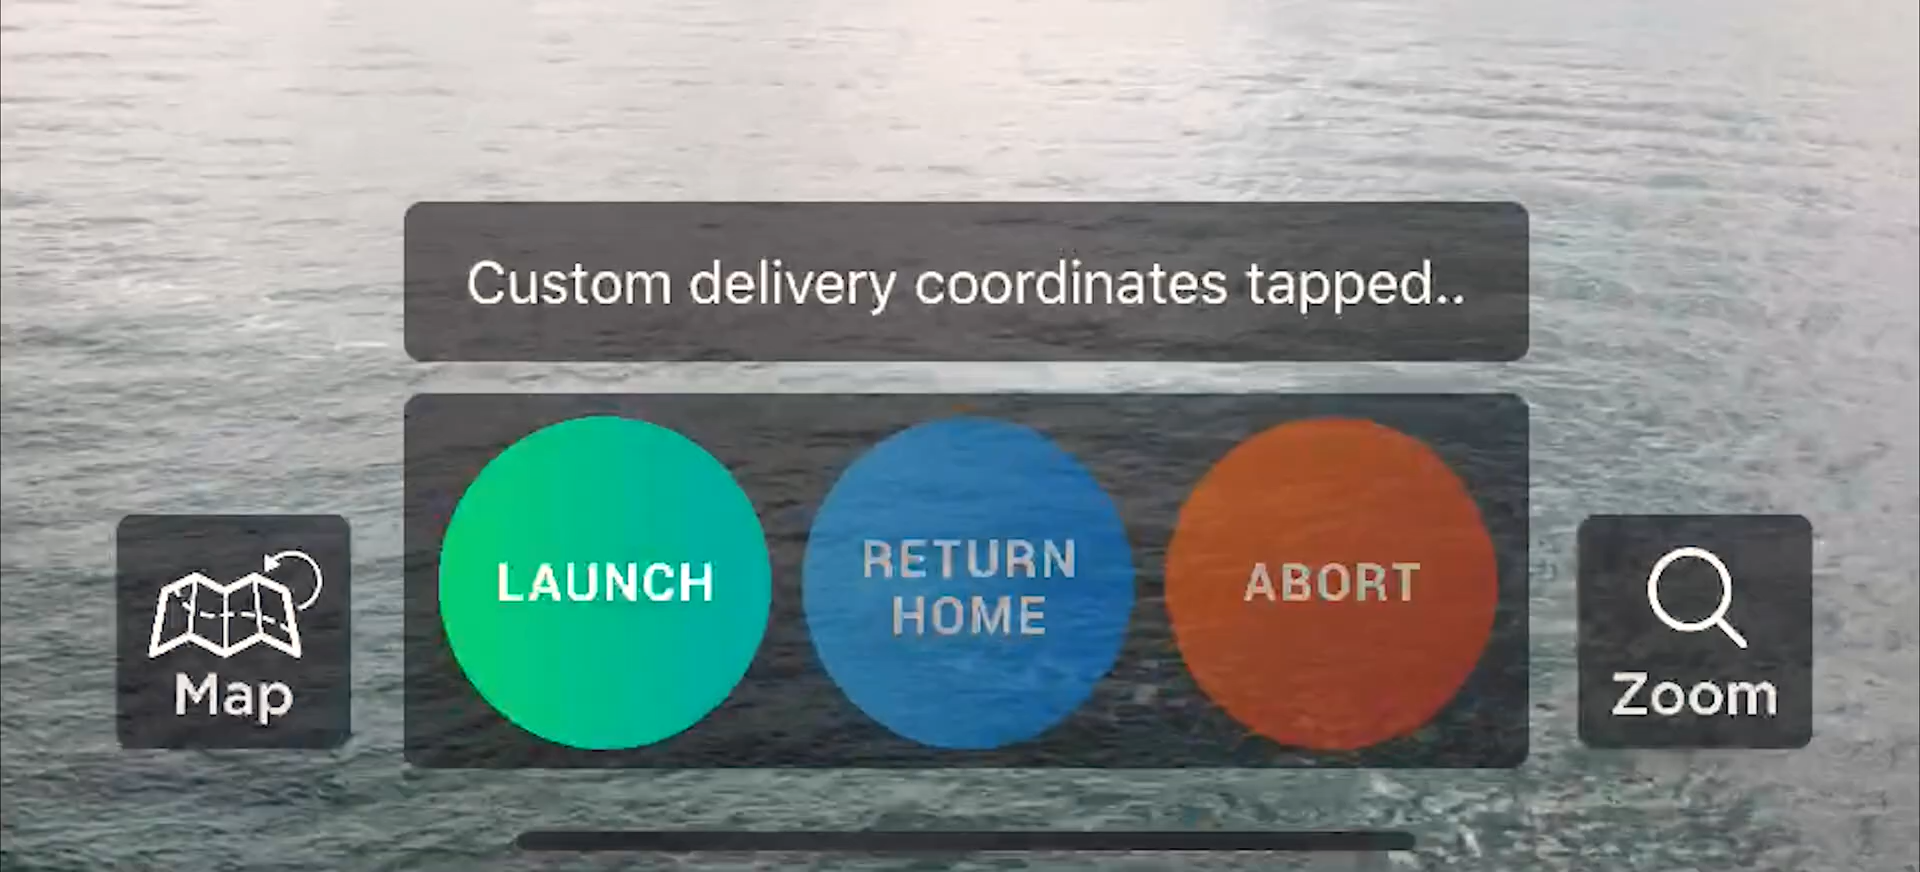 Custom delivery coordinates tapped..
LAUNCH
RETURN
HOME
ABORT
Map
Zoom